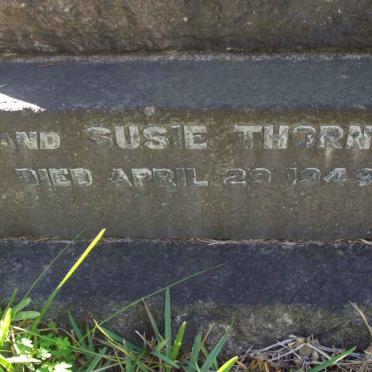 AND SUSIE THORN
DIED APRIL 29 1949